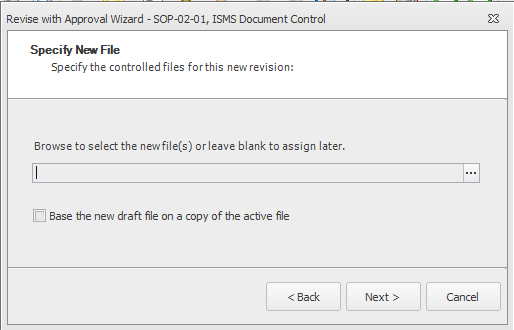 Revise with Approval Wizard - SOP-02-01, ISMS Document Control
Specify New File
Specify the controlled files for this new revision:
Browse to select the new file(s) or leave blank to assign later.
...
Base the new draft file on a copy of the active file
< Back
Next >
Cancel